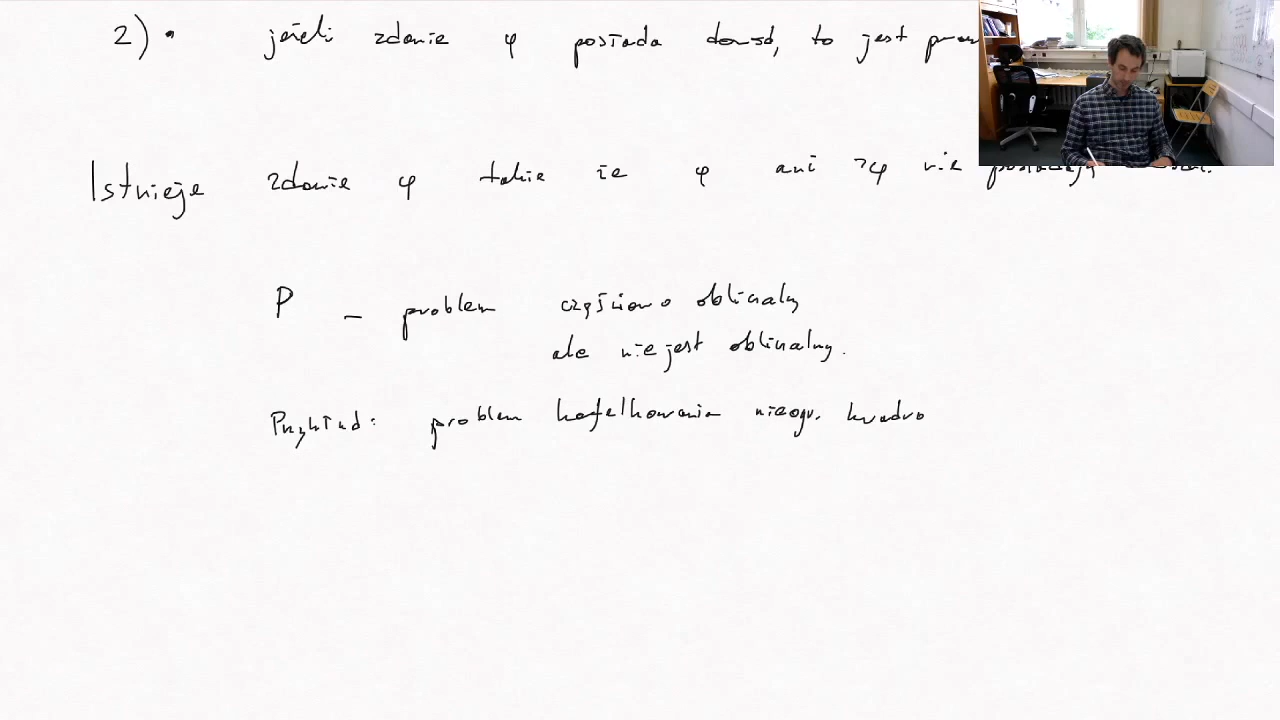 2) • jeżeli zdanie φ posiada dowód, to jest
Istnieje zdanie φ takie że φ ani ¬φ nie posiadają
P – problem częściowo obliczalny
ale nie jest obliczalny.
Przykład: problem kafelkowania nieogr. kwadra